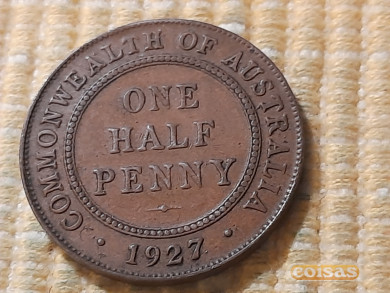 COMMONWEALTH OF AUSTRALIA
ONE
HALF
PENNY
· 1927 ·
coisas